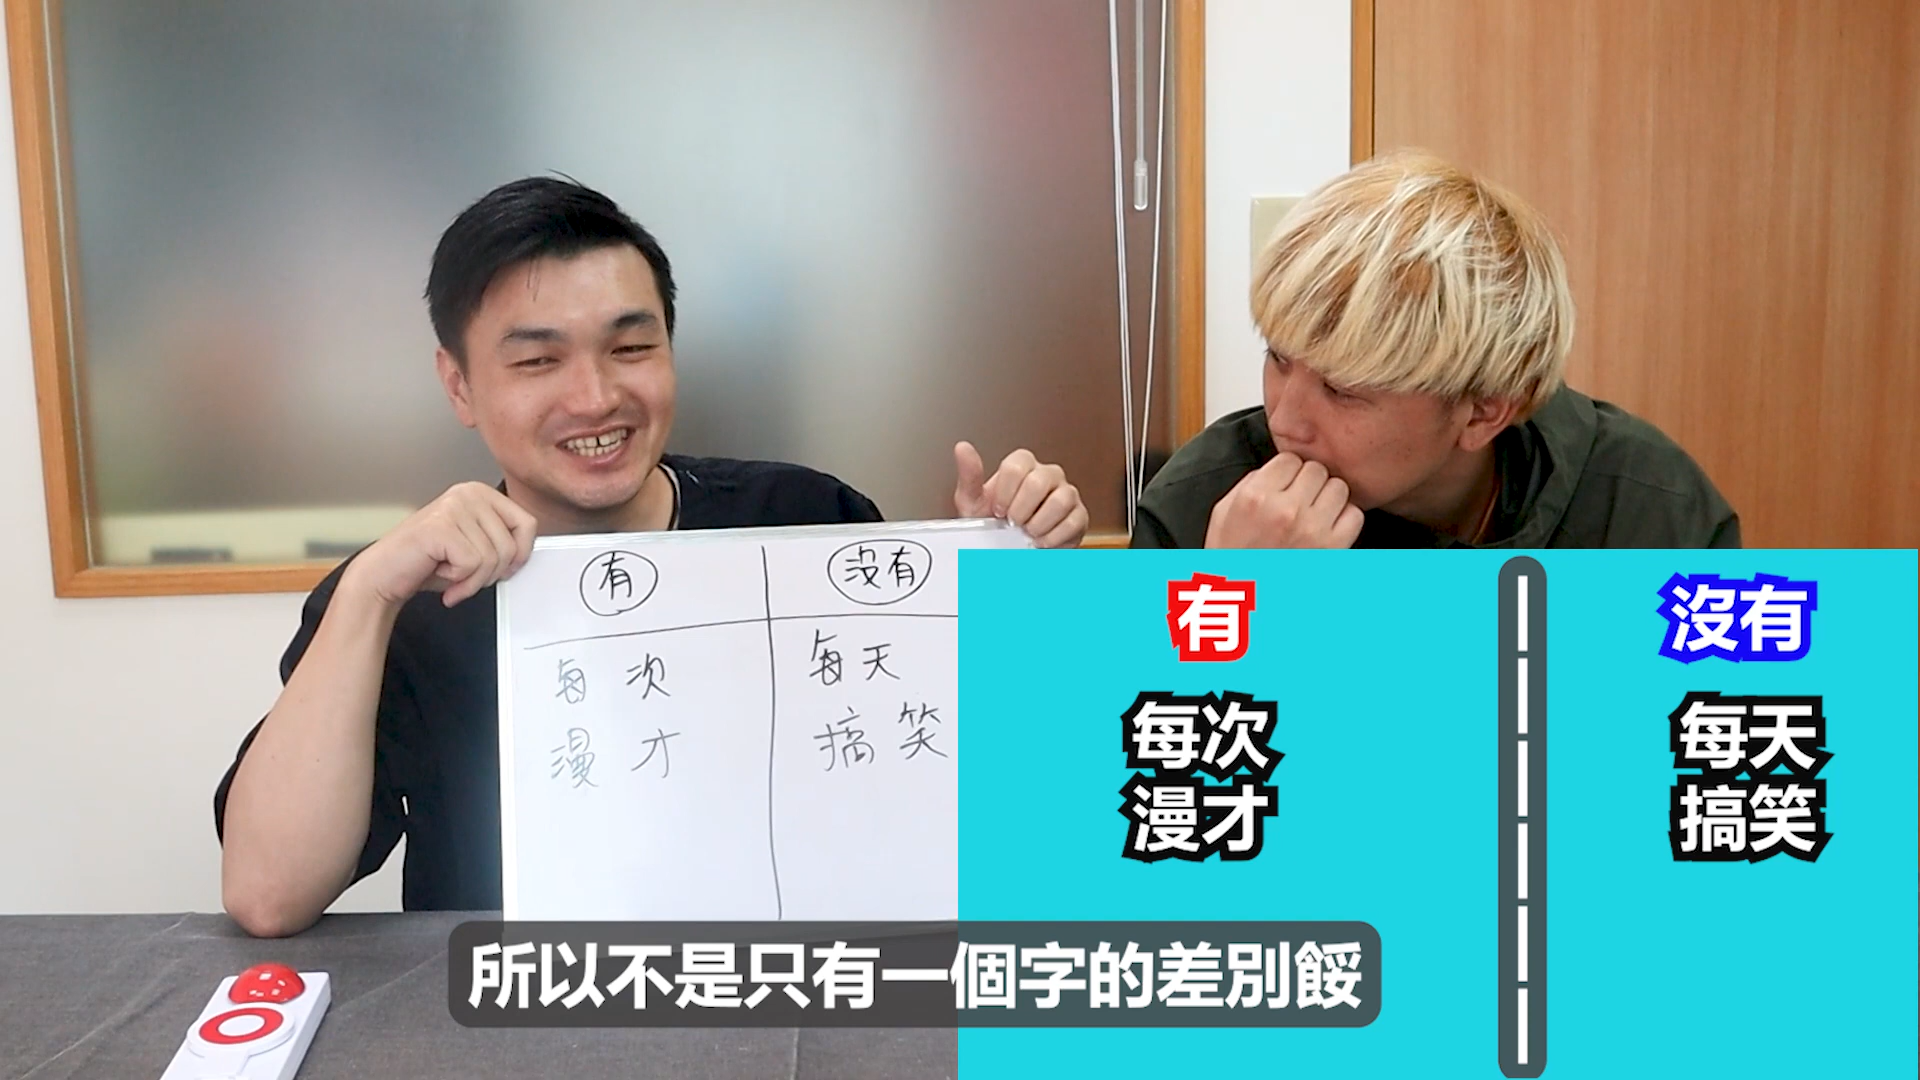 有 沒有
每次 每天
漫才 搞笑
有 沒有
每次 每天
漫才 搞笑
所以不是只有一個字的差別餒